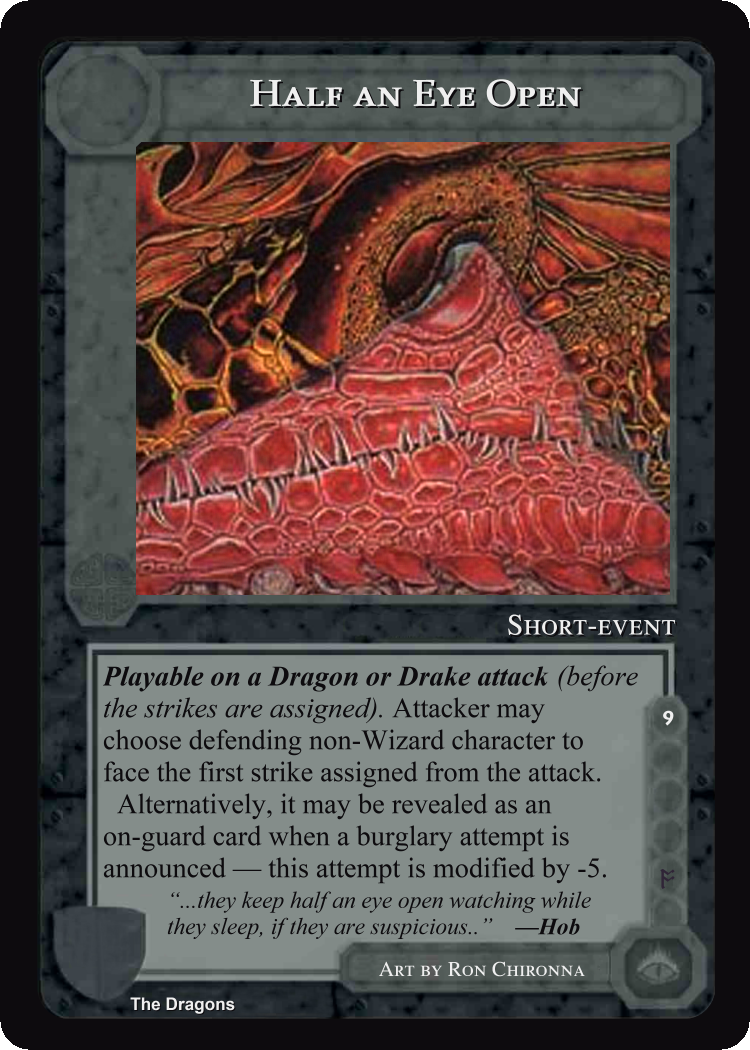 Half an Eye Open
Short-event
Playable on a Dragon or Drake attack (before
the strikes are assigned). Attacker may
choose defending non-Wizard character to
face the first strike assigned from the attack.
Alternatively, it may be revealed as an
on-guard card when a burglary attempt is
announced — this attempt is modified by -5.
9
“...they keep half an eye open watching while
they sleep, if they are suspicious..” —Hob
Art by Ron Chironna
The Dragons